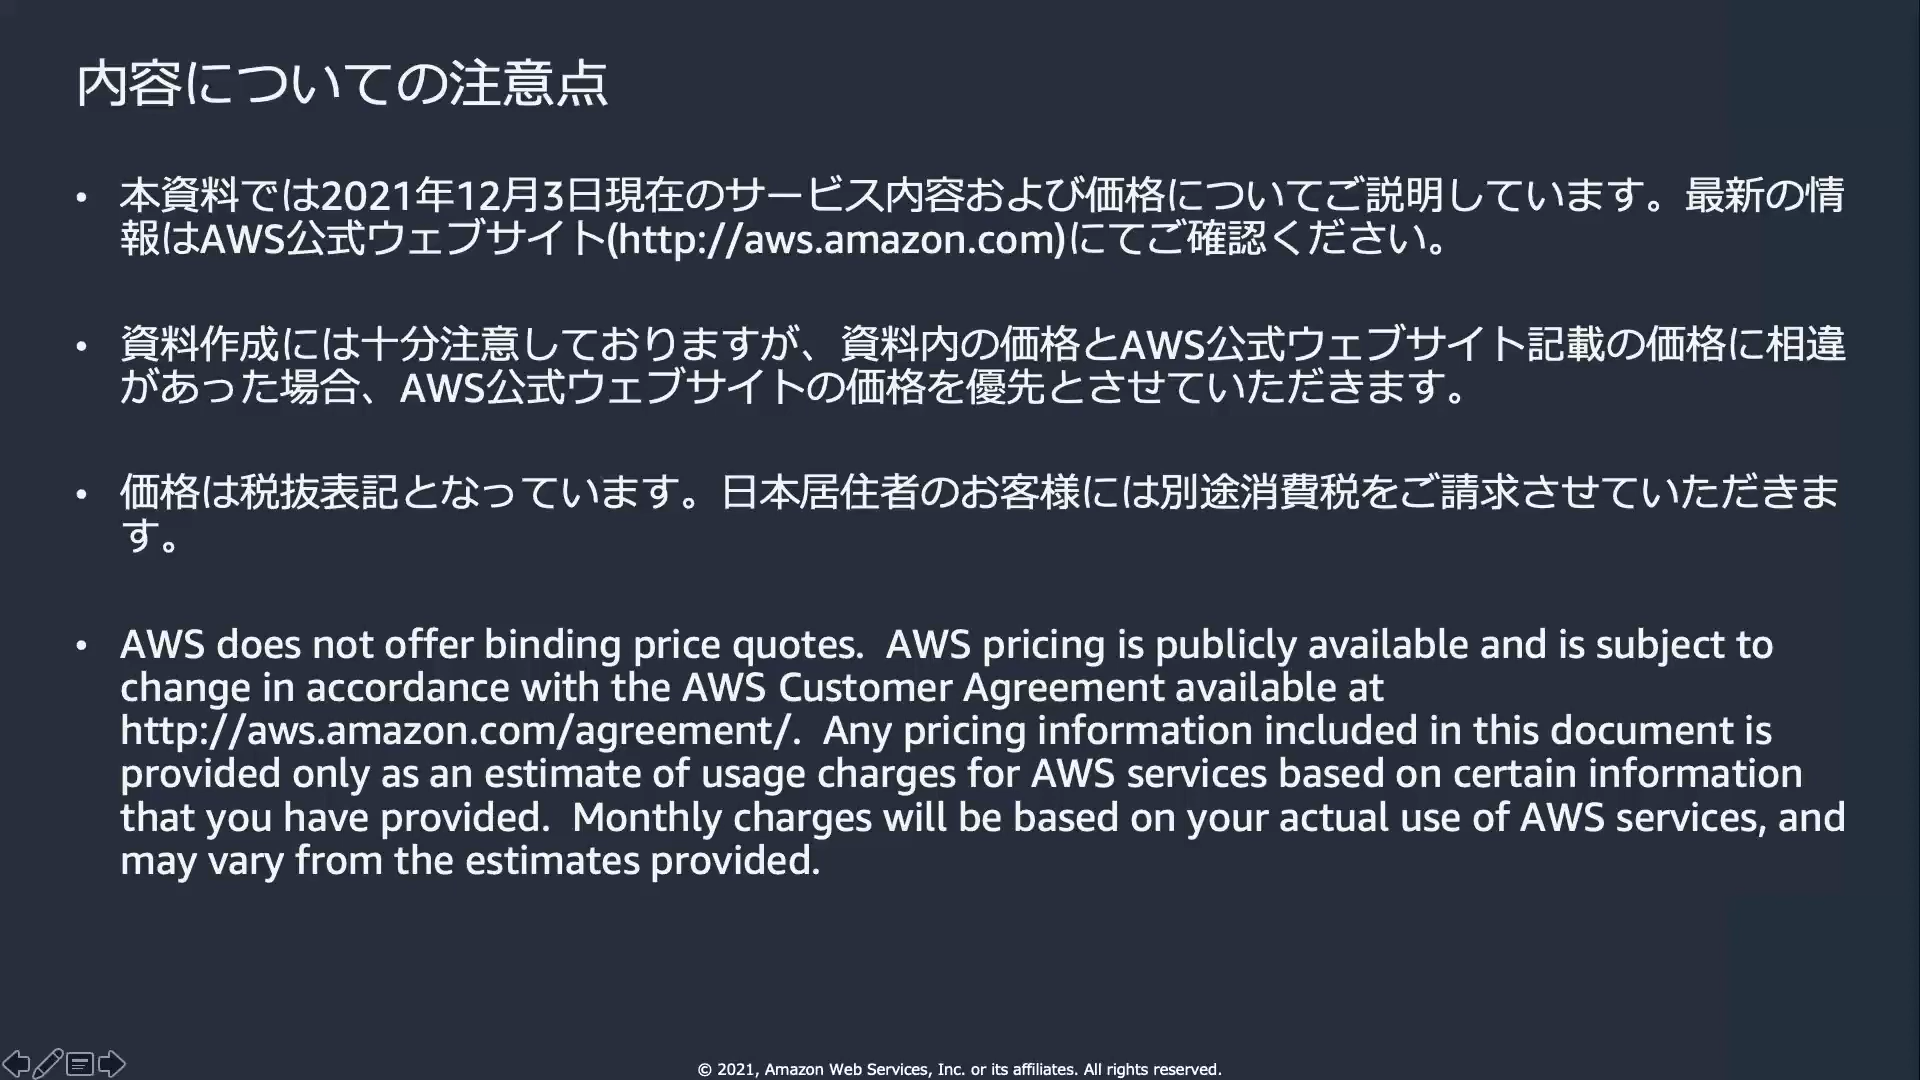 内容についての注意点
• 本資料では2021年12月3日現在のサービス内容および価格についてご説明しています。最新の情
報はAWS公式ウェブサイト(http://aws.amazon.com)にてご確認ください。
• 資料作成には十分注意しておりますが、資料内の価格とAWS公式ウェブサイト記載の価格に相違
があった場合、AWS公式ウェブサイトの価格を優先とさせていただきます。
• 価格は税抜表記となっています。日本居住者のお客様には別途消費税をご請求させていただきま
す。
• AWS does not offer binding price quotes.  AWS pricing is publicly available and is subject to
change in accordance with the AWS Customer Agreement available at
http://aws.amazon.com/agreement/.  Any pricing information included in this document is
provided only as an estimate of usage charges for AWS services based on certain information
that you have provided.  Monthly charges will be based on your actual use of AWS services, and
may vary from the estimates provided.
© 2021, Amazon Web Services, Inc. or its affiliates. All rights reserved.